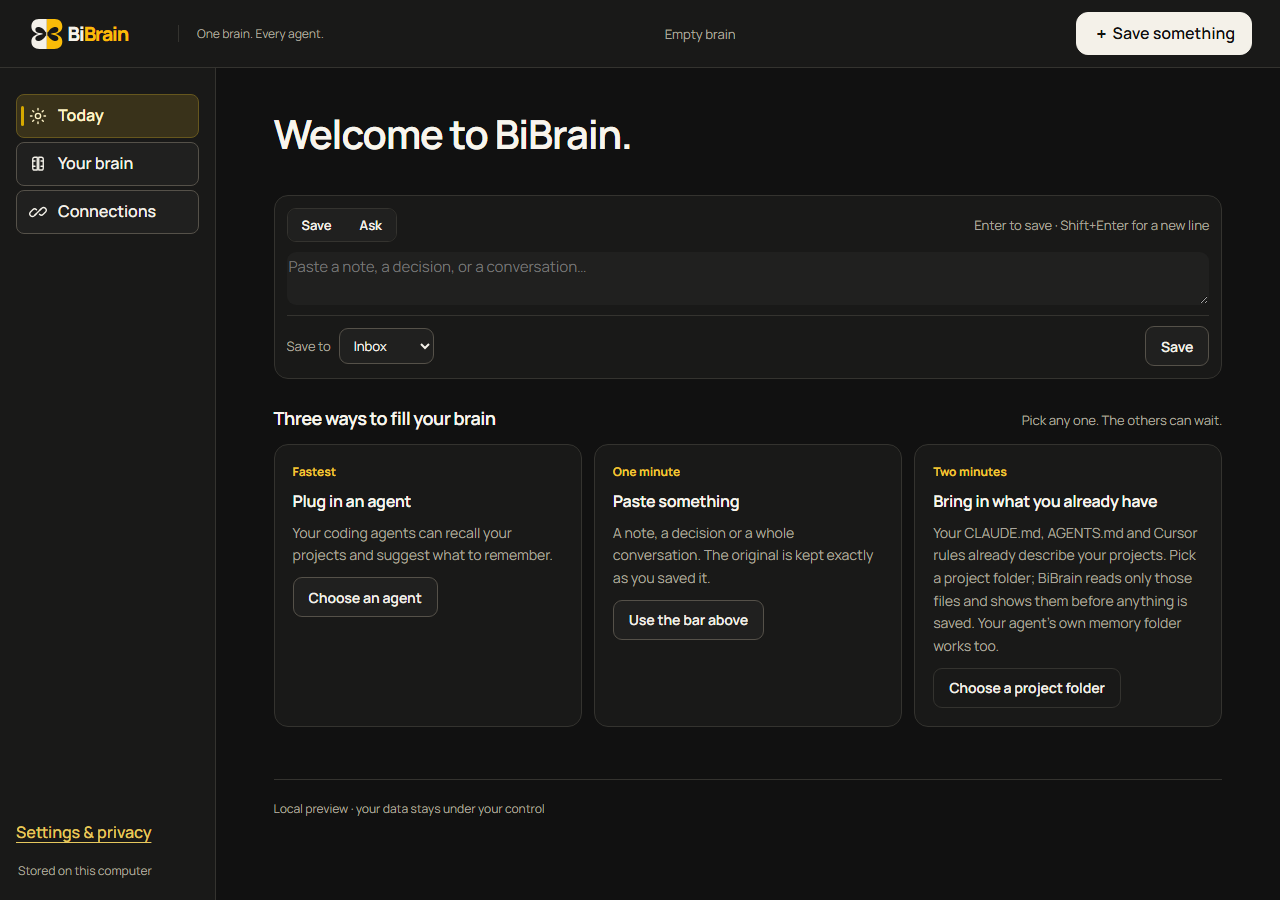 BiBrain
One brain. Every agent.
Empty brain
+ Save something
Today
Your brain
Connections
Welcome to BiBrain.
Save Ask
Enter to save · Shift+Enter for a new line
Paste a note, a decision, or a conversation…
Save to Inbox
Save
Three ways to fill your brain
Pick any one. The others can wait.
Fastest
Plug in an agent
Your coding agents can recall your
projects and suggest what to remember.
Choose an agent
One minute
Paste something
A note, a decision or a whole
conversation. The original is kept exactly
as you saved it.
Use the bar above
Two minutes
Bring in what you already have
Your CLAUDE.md, AGENTS.md and Cursor
rules already describe your projects. Pick
a project folder; BiBrain reads only those
files and shows them before anything is
saved. Your agent's own memory folder
works too.
Choose a project folder
Local preview · your data stays under your control
Settings & privacy
Stored on this computer